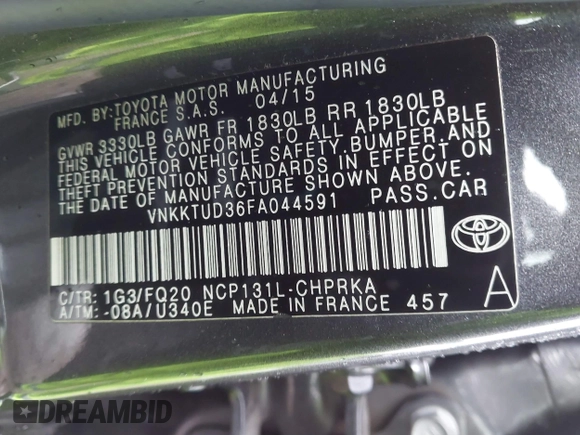 MFD. BY:TOYOTA MOTOR MANUFACTURING
FRANCE S.A.S. 04/15
GVWR 3330LB GAWR FR 1830LB RR 1830LB
THIS VEHICLE CONFORMS TO ALL APPLICABLE
FEDERAL MOTOR VEHICLE SAFETY,BUMPER,AND
THEFT PREVENTION STANDARDS IN EFFECT ON
THE DATE OF MANUFACTURE SHOWN ABOVE.
VNKKTUD36FA044591 PASS.CAR
C/TR: 1G3/FQ20 NCP131L-CHPRKA
A/TM: -08A/U340E MADE IN FRANCE 457
A
DREAMBID